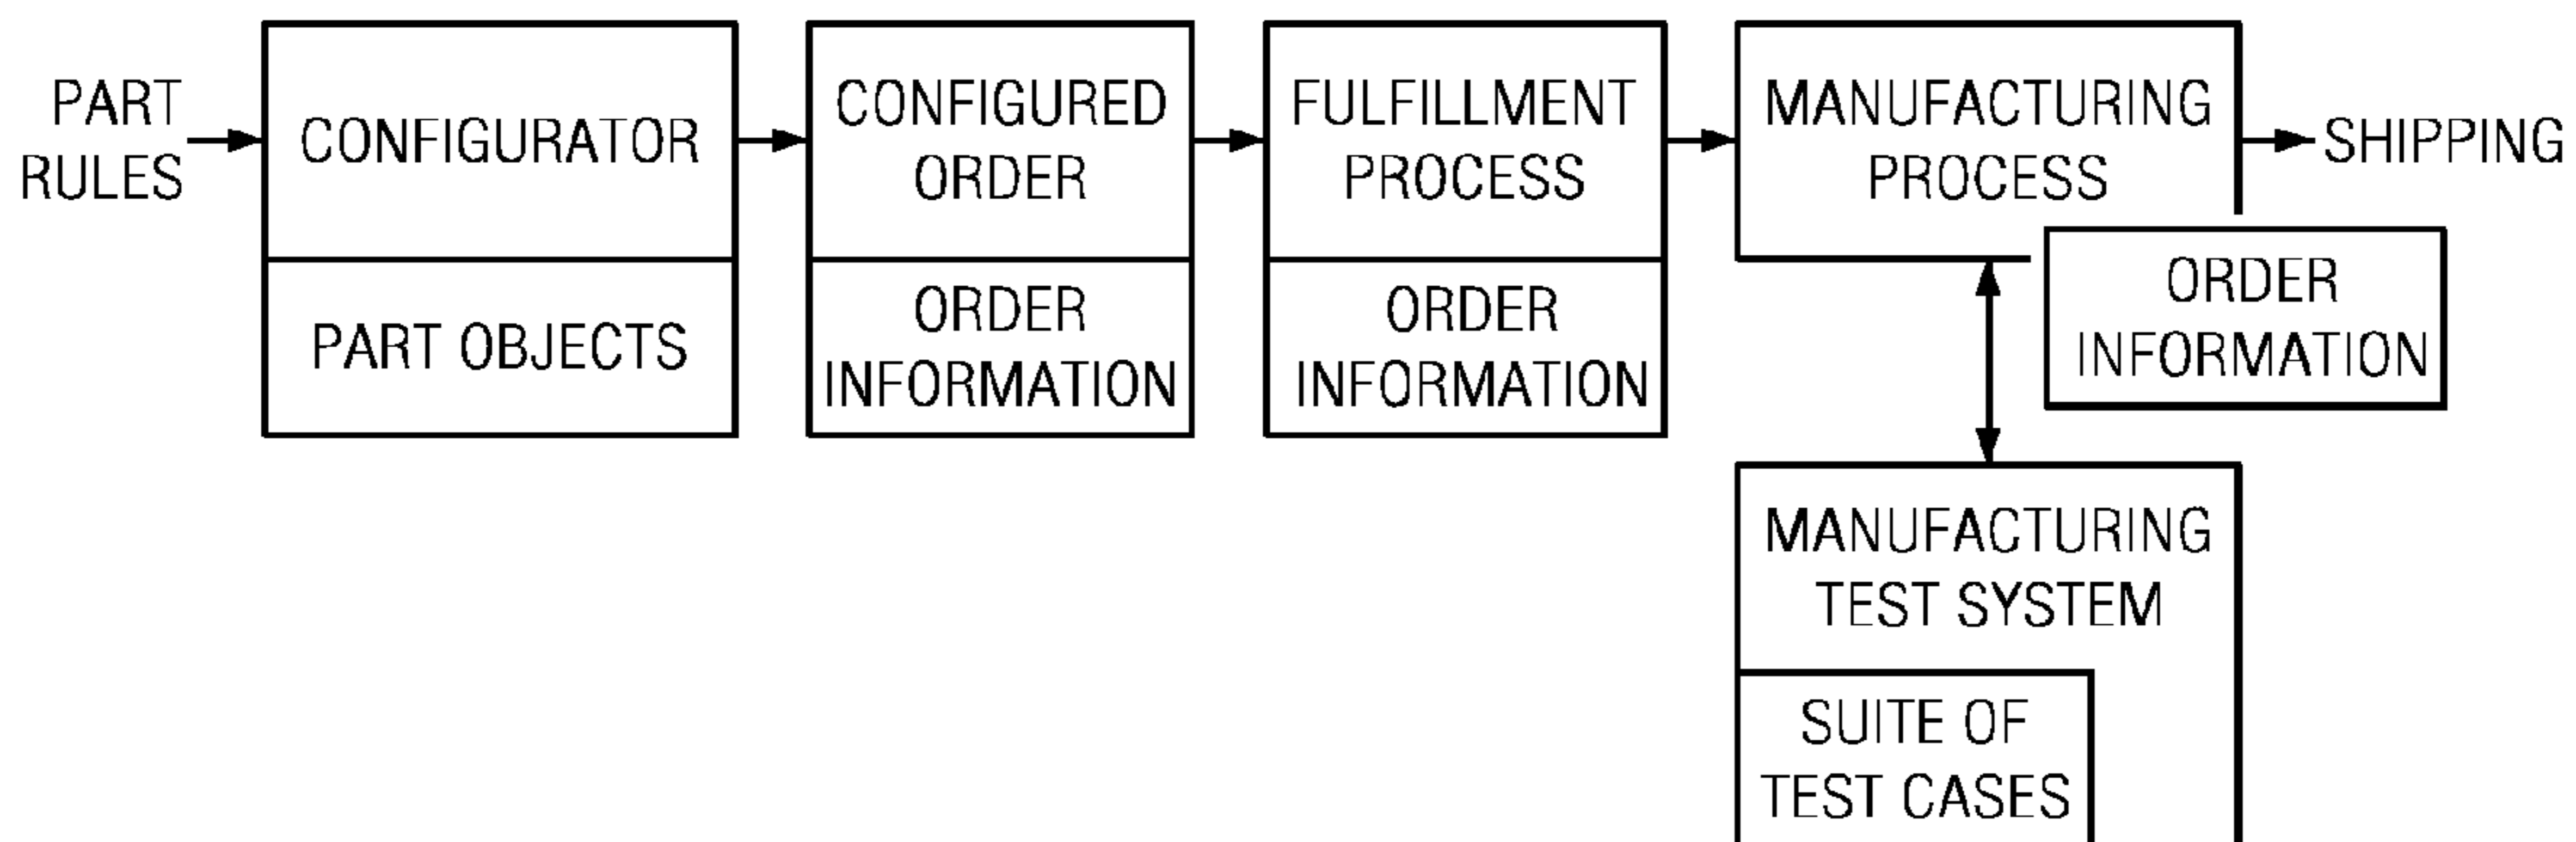 PART
RULES
CONFIGURATOR
PART OBJECTS
CONFIGURED
ORDER
ORDER
INFORMATION
FULFILLMENT
PROCESS
ORDER
INFORMATION
MANUFACTURING
PROCESS
ORDER
INFORMATION
SHIPPING
MANUFACTURING
TEST SYSTEM
SUITE OF
TEST CASES